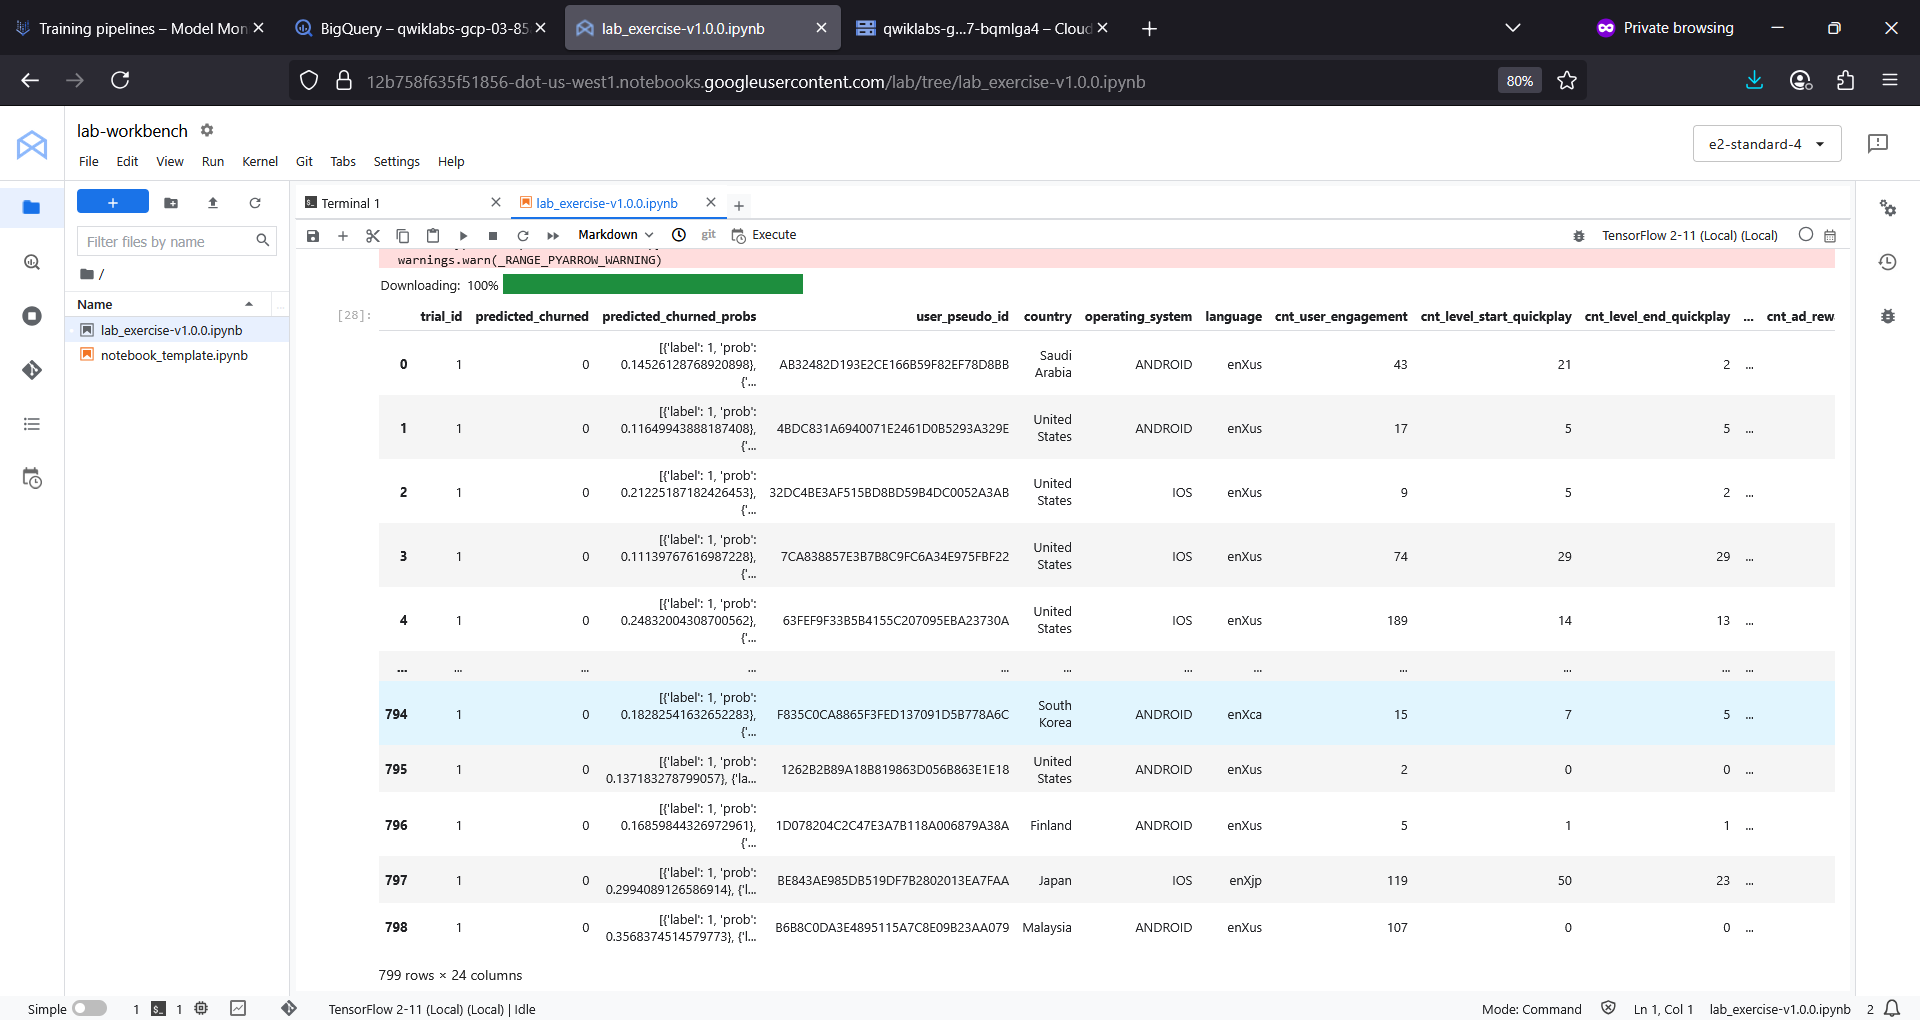 Training pipelines – Model Mon
BigQuery – qwiklabs-gcp-03-85
lab_exercise-v1.0.0.ipynb
qwiklabs-g...7-bqmlga4 – Cloud
Private browsing
12b758f635f51856-dot-us-west1.notebooks.googleusercontent.com/lab/tree/lab_exercise-v1.0.0.ipynb
80%
lab-workbench
e2-standard-4
File Edit View Run Kernel Git Tabs Settings Help
Filter files by name
/
Name
lab_exercise-v1.0.0.ipynb
notebook_template.ipynb
Terminal 1
lab_exercise-v1.0.0.ipynb
Markdown
git
Execute
TensorFlow 2-11 (Local) (Local)
warnings.warn(_RANGE_PYARROW_WARNING)
Downloading: 100%
[28]:
trial_id predicted_churned predicted_churned_probs user_pseudo_id country operating_system language cnt_user_engagement cnt_level_start_quickplay cnt_level_end_quickplay ... cnt_ad_rew
0 1 0 [{'label': 1, 'prob': 0.14526128768920898}, {'... AB32482D193E2CE166B59F82EF78D8BB Saudi Arabia ANDROID enXus 43 21 2 ...
1 1 0 [{'label': 1, 'prob': 0.11649943888187408}, {'... 4BDC831A6940071E2461D0B5293A329E United States ANDROID enXus 17 5 5 ...
2 1 0 [{'label': 1, 'prob': 0.21225187182426453}, {'... 32DC4BE3AF515BD8BD59B4DC0052A3AB United States IOS enXus 9 5 2 ...
3 1 0 [{'label': 1, 'prob': 0.11139767616987228}, {'... 7CA838857E3B7B8C9FC6A34E975FBF22 United States IOS enXus 74 29 29 ...
4 1 0 [{'label': 1, 'prob': 0.24832004308700562}, {'... 63FEF9F33B5B4155C207095EBA23730A United States IOS enXus 189 14 13 ...
... ... ... ... ... ... ... ... ... ... ... ...
794 1 0 [{'label': 1, 'prob': 0.18282541632652283}, {'... F835C0CA8865F3FED137091D5B778A6C South Korea ANDROID enXca 15 7 5 ...
795 1 0 [{'label': 1, 'prob': 0.137183278799057}, {'la... 1262B2B89A18B819863D056B863E1E18 United States ANDROID enXus 2 0 0 ...
796 1 0 [{'label': 1, 'prob': 0.16859844326972961}, {'... 1D078204C2C47E3A7B118A006879A38A Finland ANDROID enXus 5 1 1 ...
797 1 0 [{'label': 1, 'prob': 0.2994089126586914}, {'l... BE843AE985DB519DF7B2802013EA7FAA Japan IOS enXjp 119 50 23 ...
798 1 0 [{'label': 1, 'prob': 0.3568374514579773}, {'l... B6B8C0DA3E4895115A7C8E09B23AA079 Malaysia ANDROID enXus 107 0 0 ...
799 rows × 24 columns
Simple
1
1
TensorFlow 2-11 (Local) (Local) | Idle
Mode: Command
Ln 1, Col 1
lab_exercise-v1.0.0.ipynb
2